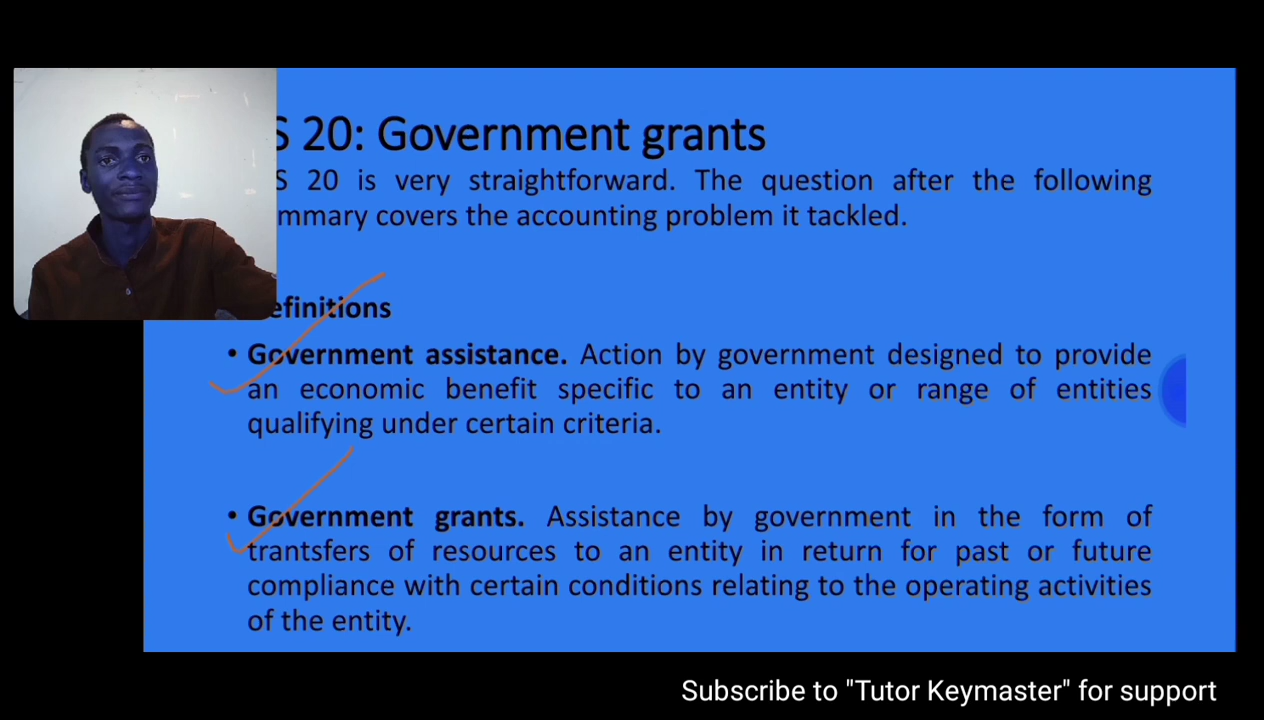 S 20: Government grants
S 20 is very straightforward. The question after the following
mmary covers the accounting problem it tackled.
efinitions
• Government assistance. Action by government designed to provide
an economic benefit specific to an entity or range of entities
qualifying under certain criteria.
• Government grants. Assistance by government in the form of
trantsfers of resources to an entity in return for past or future
compliance with certain conditions relating to the operating activities
of the entity.
Subscribe to "Tutor Keymaster" for support